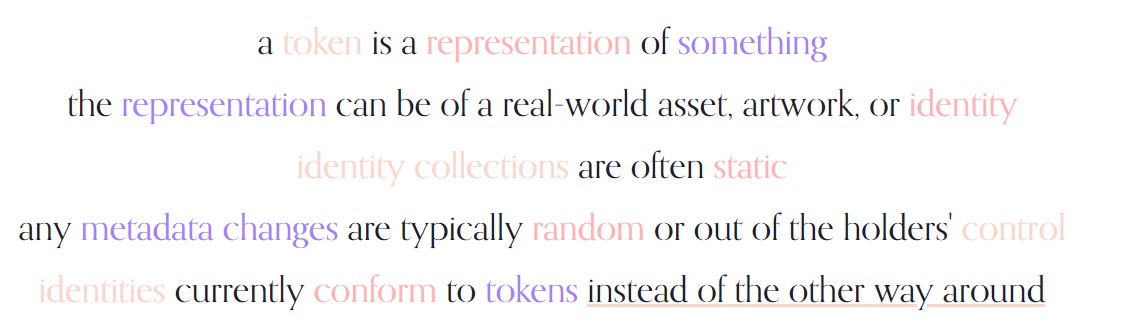 a token is a representation of something
the representation can be of a real-world asset, artwork, or identity
identity collections are often static
any metadata changes are typically random or out of the holders' control
identities currently conform to tokens instead of the other way around